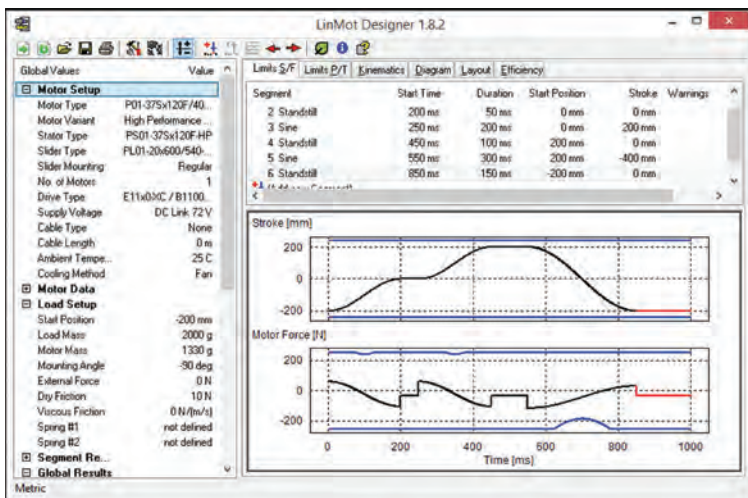 LinMot Designer 1.8.2
Global Values Value
Motor Setup
Motor Type P01-37Sx120F/40...
Motor Variant High Performance ...
Stator Type PS01-37Sx120F-HP
Slider Type PL01-20x600/540-...
Slider Mounting Regular
No. of Motors 1
Drive Type E11x0-XC / B1100...
Supply Voltage DC Link 72 V
Cable Type None
Cable Length 0 m
Ambient Tempe... 25 C
Cooling Method Fan
Motor Data
Load Setup
Start Position -200 mm
Load Mass 2000 g
Motor Mass 1330 g
Mounting Angle -90 deg
External Force 0 N
Dry Friction 10 N
Viscous Friction 0 N/(m/s)
Spring #1 not defined
Spring #2 not defined
Segment Re...
Global Results
Metric
Limits S/F Limits P/T Kinematics Diagram Layout Efficiency
Segment Start Time Duration Start Position Stroke Warnings
2 Standstill 200 ms 50 ms 0 mm 0 mm
3 Sine 250 ms 200 ms 0 mm 200 mm
4 Standstill 450 ms 100 ms 200 mm 0 mm
5 Sine 550 ms 300 ms 200 mm -400 mm
6 Standstill 850 ms 150 ms -200 mm 0 mm
Stroke [mm]
200
0
-200
Motor Force [N]
200
0
-200
0 200 400 600 800 1000
Time [ms]